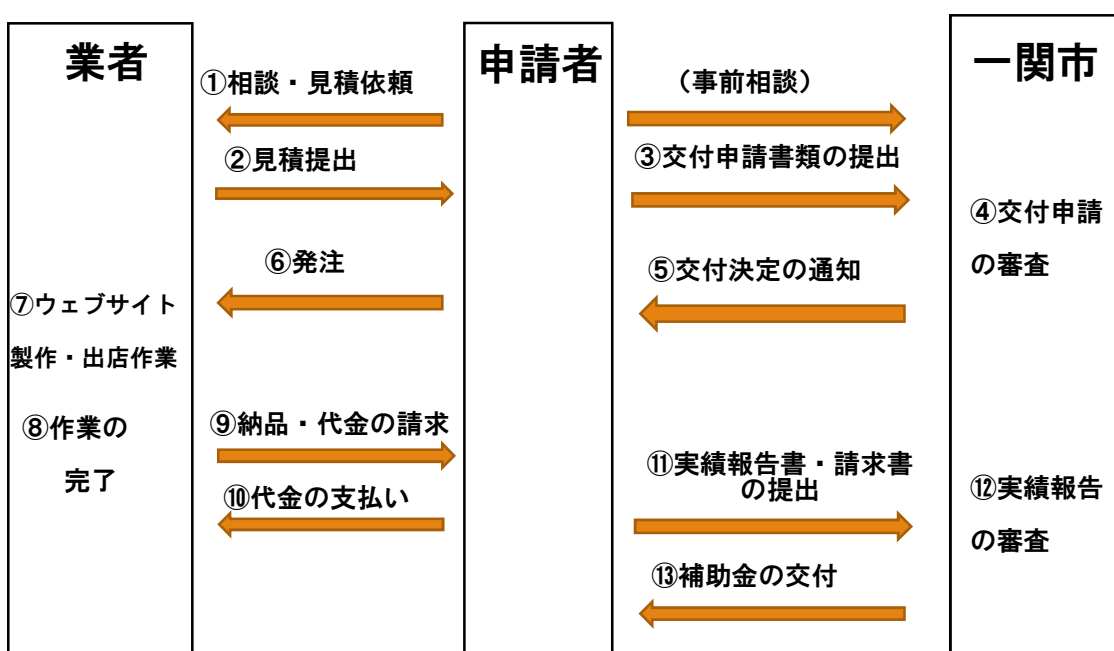 業者
申請者
一関市
①相談・見積依頼
（事前相談）
②見積提出
③交付申請書類の提出
④交付申請
の審査
⑤交付決定の通知
⑥発注
⑦ウェブサイト
製作・出店作業
⑧作業の
完了
⑨納品・代金の請求
⑩代金の支払い
⑪実績報告書・請求書
の提出
⑫実績報告
の審査
⑬補助金の交付